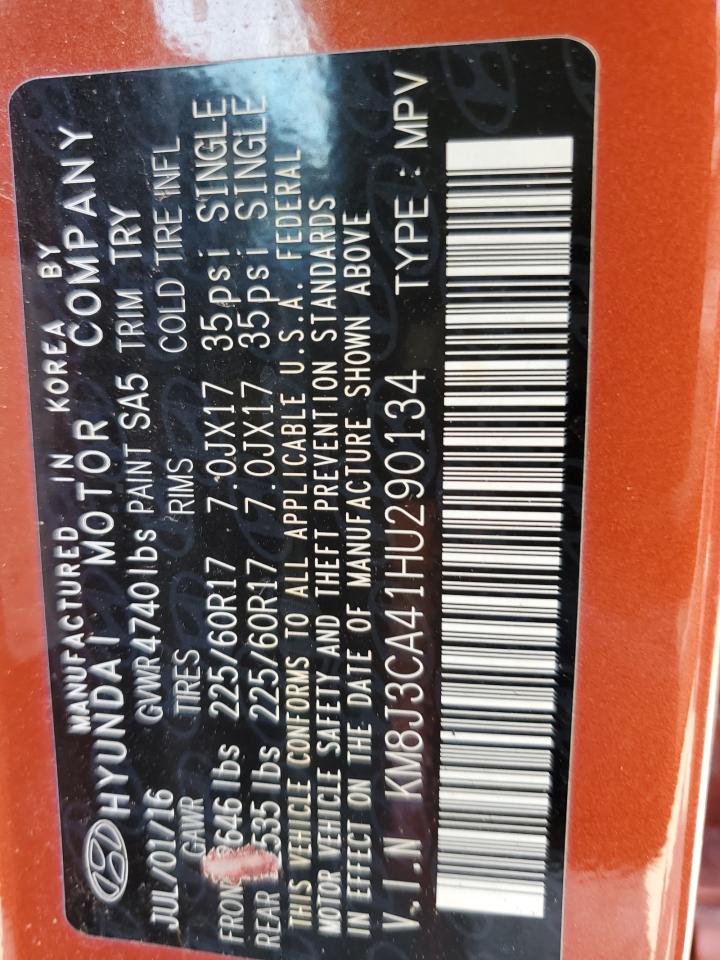 MANUFACTURED IN KOREA BY
HYUNDAI MOTOR COMPANY
JUL/01/16 GVWR 4740lbs PAINT SA5 TRIM TRY
GAWR TIRES RIMS COLD TIRE INFL
646 lbs 225/60R17 7.0JX17 35psi SINGLE
REAR 535 lbs 225/60R17 7.0JX17 35psi SINGLE
THIS VEHICLE CONFORMS TO ALL APPLICABLE U.S.A. FEDERAL
MOTOR VEHICLE SAFETY AND THEFT PREVENTION STANDARDS
IN EFFECT ON THE DATE OF MANUFACTURE SHOWN ABOVE
V.I.N KM8J3CA41HU290134 TYPE : MPV